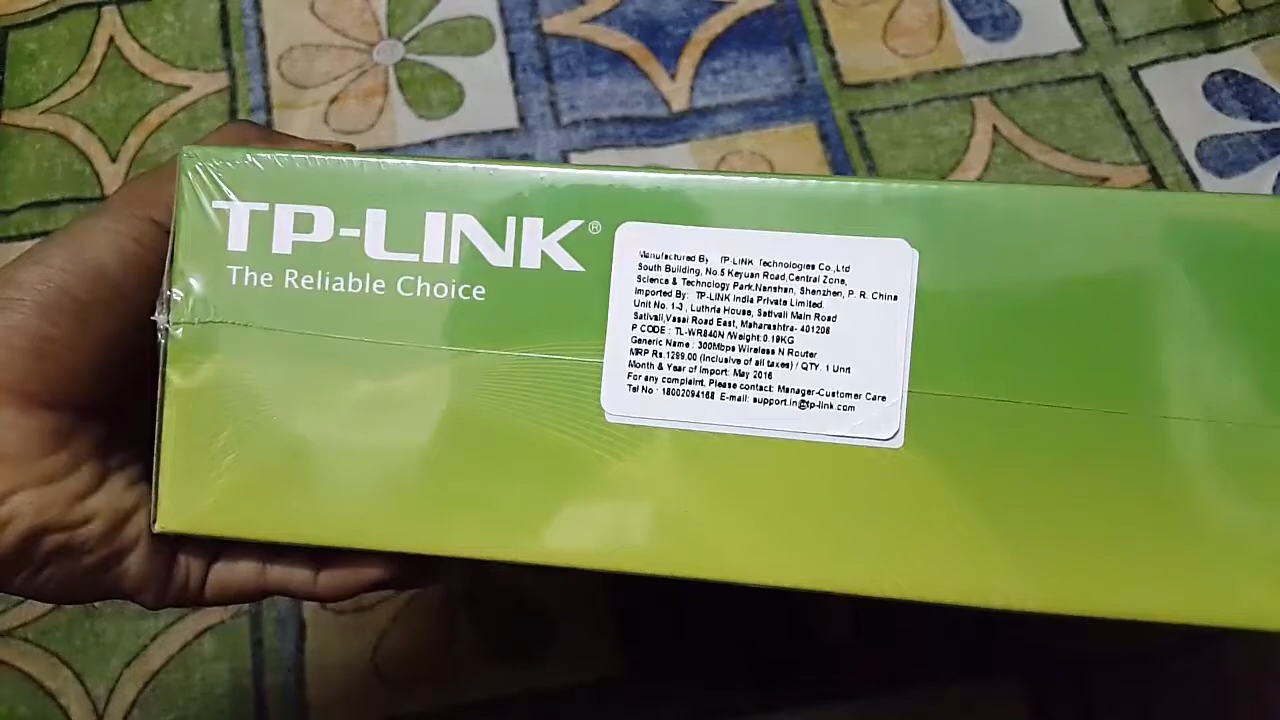 TP-LINK®
The Reliable Choice
Manufactured By TP-LINK Technologies Co.,Ltd
South Building, No.5 Keyuan Road,Central Zone,
Science & Technology Park,Nanshan, Shenzhen, P. R. China
Imported By: TP-LINK India Private Limited.
Unit No. 1-3 , Luthria House, Sativali Main Road
Sativali,Vasai Road East, Maharashtra- 401208
P CODE : TL-WR840N /Weight:0.19KG
Generic Name : 300Mbps Wireless N Router
MRP Rs.1299.00 (Inclusive of all taxes) / QTY. 1 Unit
Month & Year of Import: May 2016
For any complaint, Please contact: Manager-Customer Care
Tel No : 18002094168 E-mail: support.in@tp-link.com